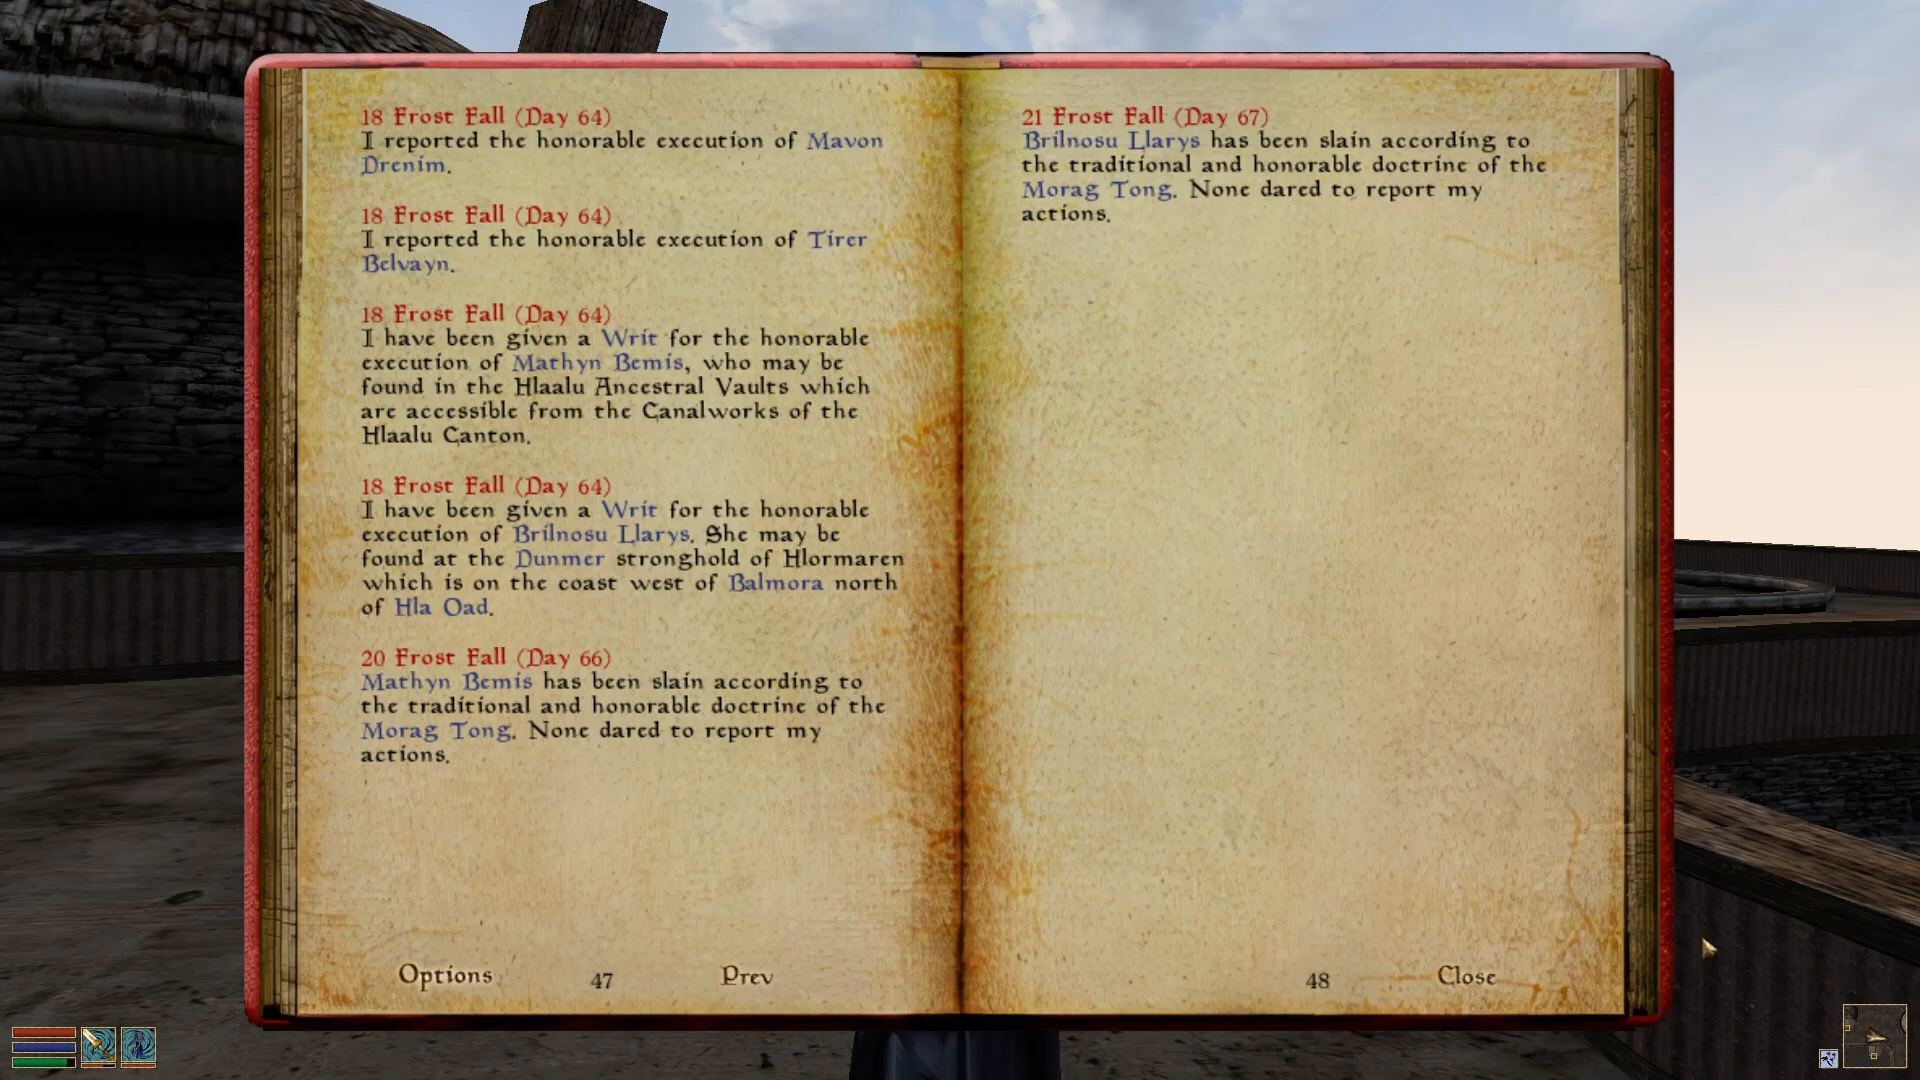 18 Frost Fall (Day 64)
I reported the honorable execution of Mavon
Drenim.
18 Frost Fall (Day 64)
I reported the honorable execution of Tirer
Belvayn.
18 Frost Fall (Day 64)
I have been given a Writ for the honorable
execution of Mathyn Bemis, who may be
found in the Hlaalu Ancestral Vaults which
are accessible from the Canalworks of the
Hlaalu Canton.
18 Frost Fall (Day 64)
I have been given a Writ for the honorable
execution of Brilnosu Llarys. She may be
found at the Dunmer stronghold of Hlormaren
which is on the coast west of Balmora north
of Hla Oad.
20 Frost Fall (Day 66)
Mathyn Bemis has been slain according to
the traditional and honorable doctrine of the
Morag Tong. None dared to report my
actions.
Options 47 Prev
21 Frost Fall (Day 67)
Brilnosu Llarys has been slain according to
the traditional and honorable doctrine of the
Morag Tong. None dared to report my
actions.
48 Close